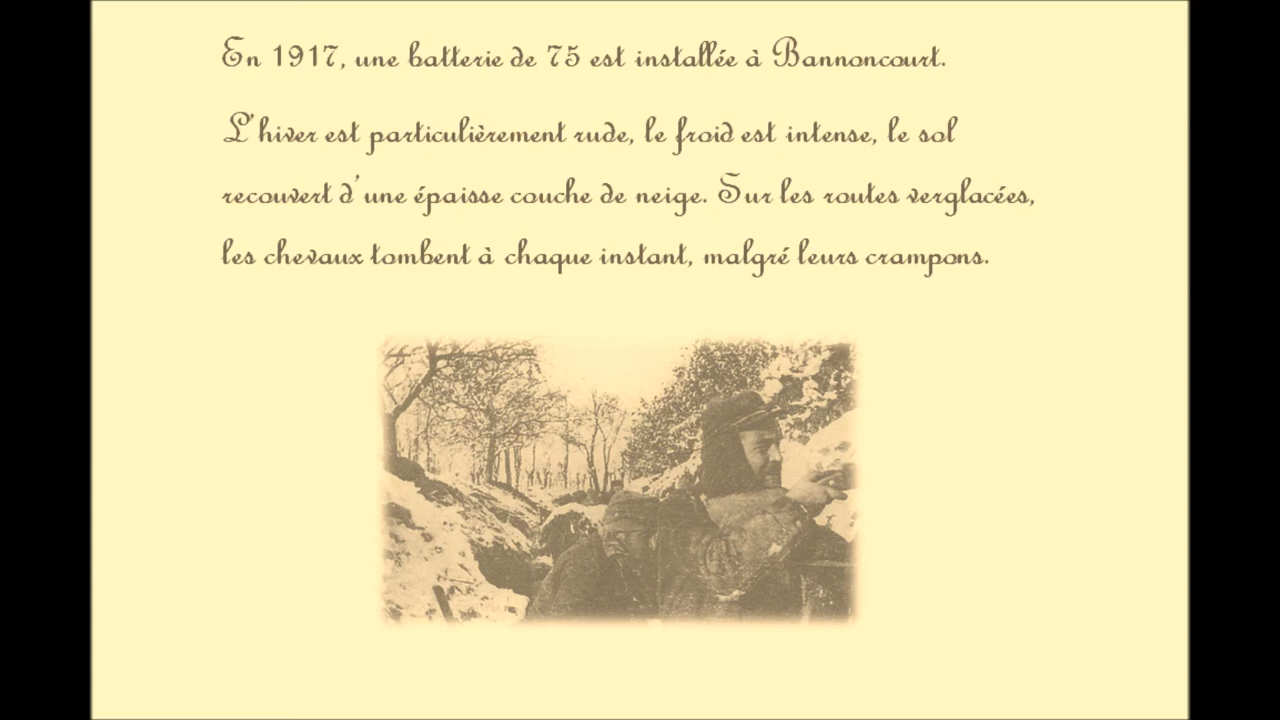 En 1917, une batterie de 75 est installée à Bannoncourt.
L'hiver est particulièrement rude, le froid est intense, le sol
recouvert d'une épaisse couche de neige. Sur les routes verglacées,
les chevaux tombent à chaque instant, malgré leurs crampons.